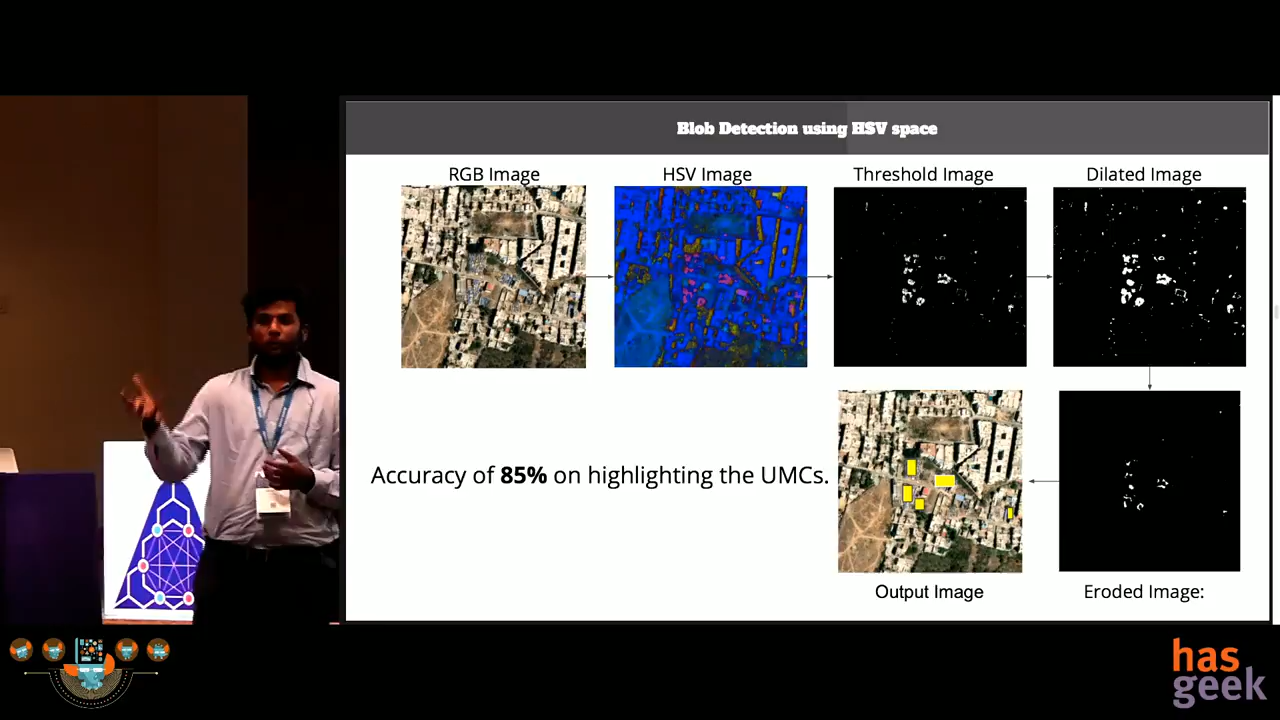 Blob Detection using HSV space
RGB Image
HSV Image
Threshold Image
Dilated Image
Accuracy of 85% on highlighting the UMCs.
Output Image
Eroded Image:
has
geek